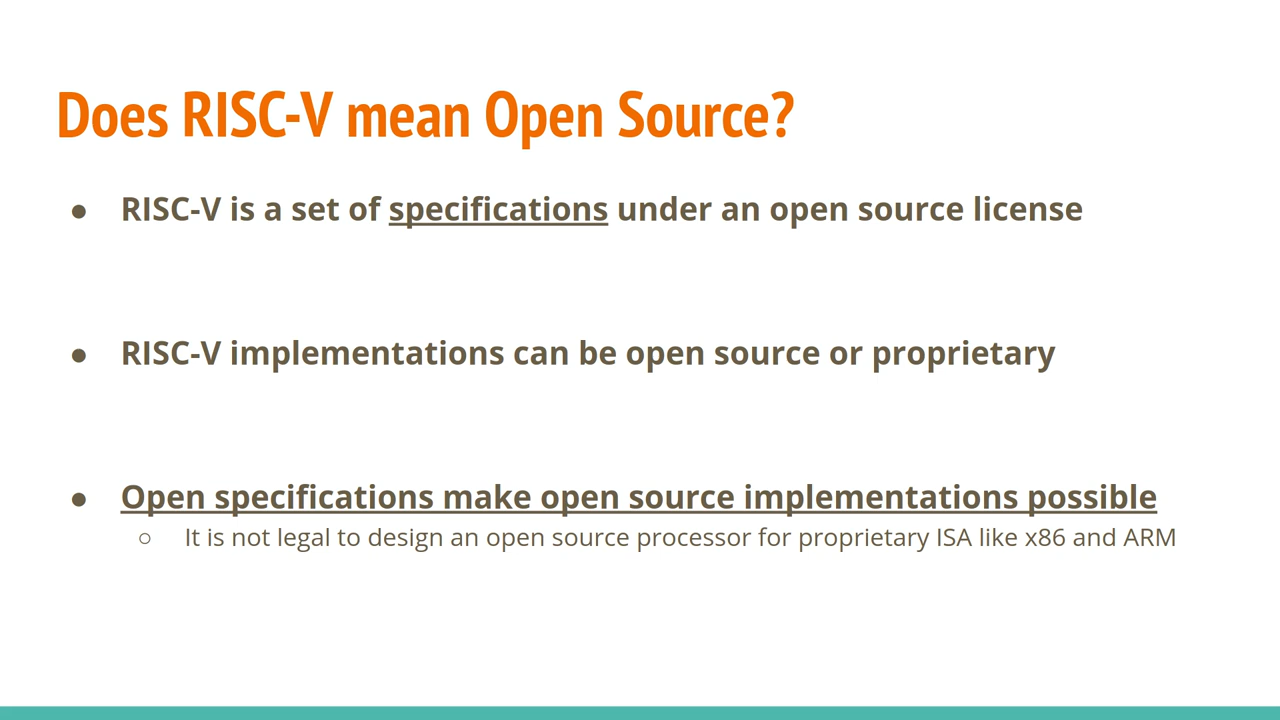 Does RISC-V mean Open Source?
● RISC-V is a set of specifications under an open source license
● RISC-V implementations can be open source or proprietary
● Open specifications make open source implementations possible
○ It is not legal to design an open source processor for proprietary ISA like x86 and ARM